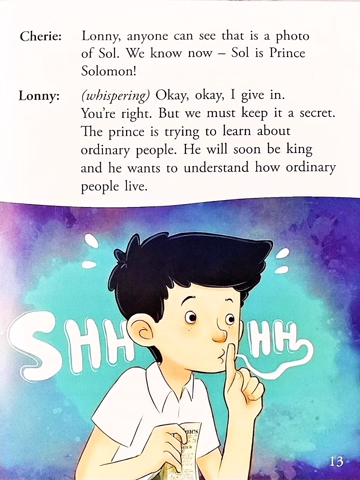 Cherie: Lonny, anyone can see that is a photo
of Sol. We know now – Sol is Prince
Solomon!
Lonny: (whispering) Okay, okay, I give in.
You're right. But we must keep it a secret.
The prince is trying to learn about
ordinary people. He will soon be king
and he wants to understand how ordinary
people live.
SHH HH
13